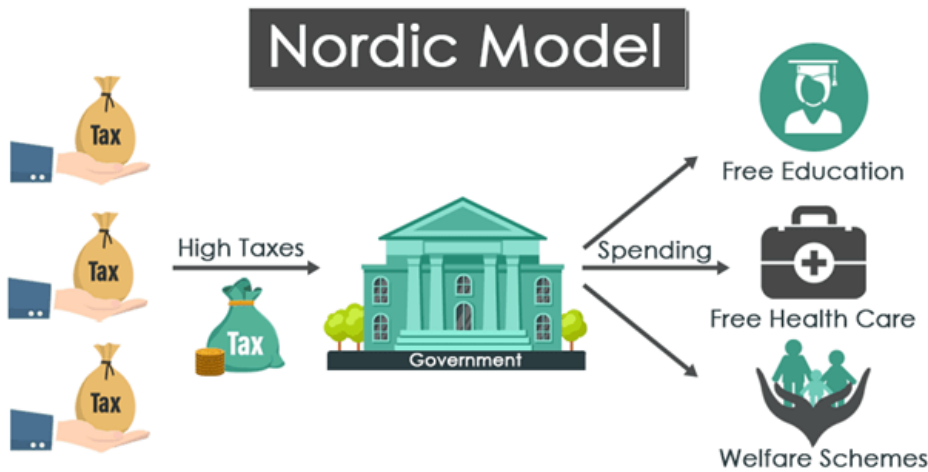 Nordic Model
Tax
Tax
Tax
High Taxes
Tax
Government
Spending
Free Education
Free Health Care
Welfare Schemes